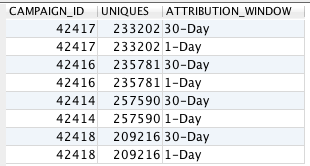 CAMPAIGN_ID UNIQUES ATTRIBUTION_WINDOW
42417 233202 30-Day
42417 233202 1-Day
42416 235781 30-Day
42416 235781 1-Day
42414 257590 30-Day
42414 257590 1-Day
42418 209216 30-Day
42418 209216 1-Day